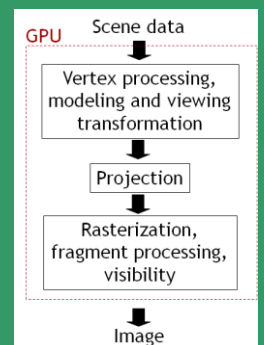 Scene data
GPU
Vertex processing,
modeling and viewing
transformation
Projection
Rasterization,
fragment processing,
visibility
Image